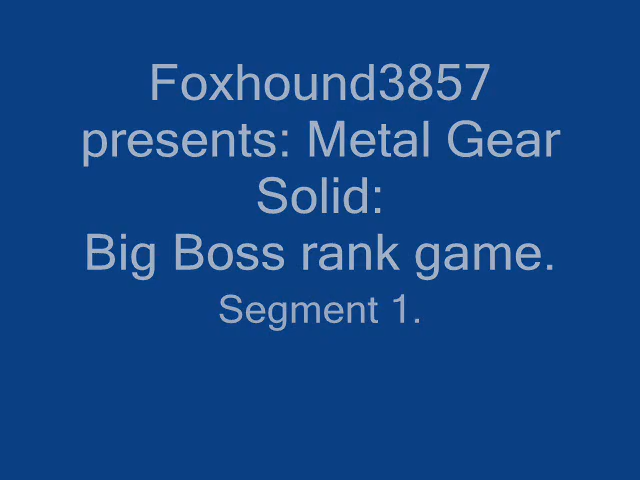 Foxhound3857
presents: Metal Gear
Solid:
Big Boss rank game.
Segment 1.